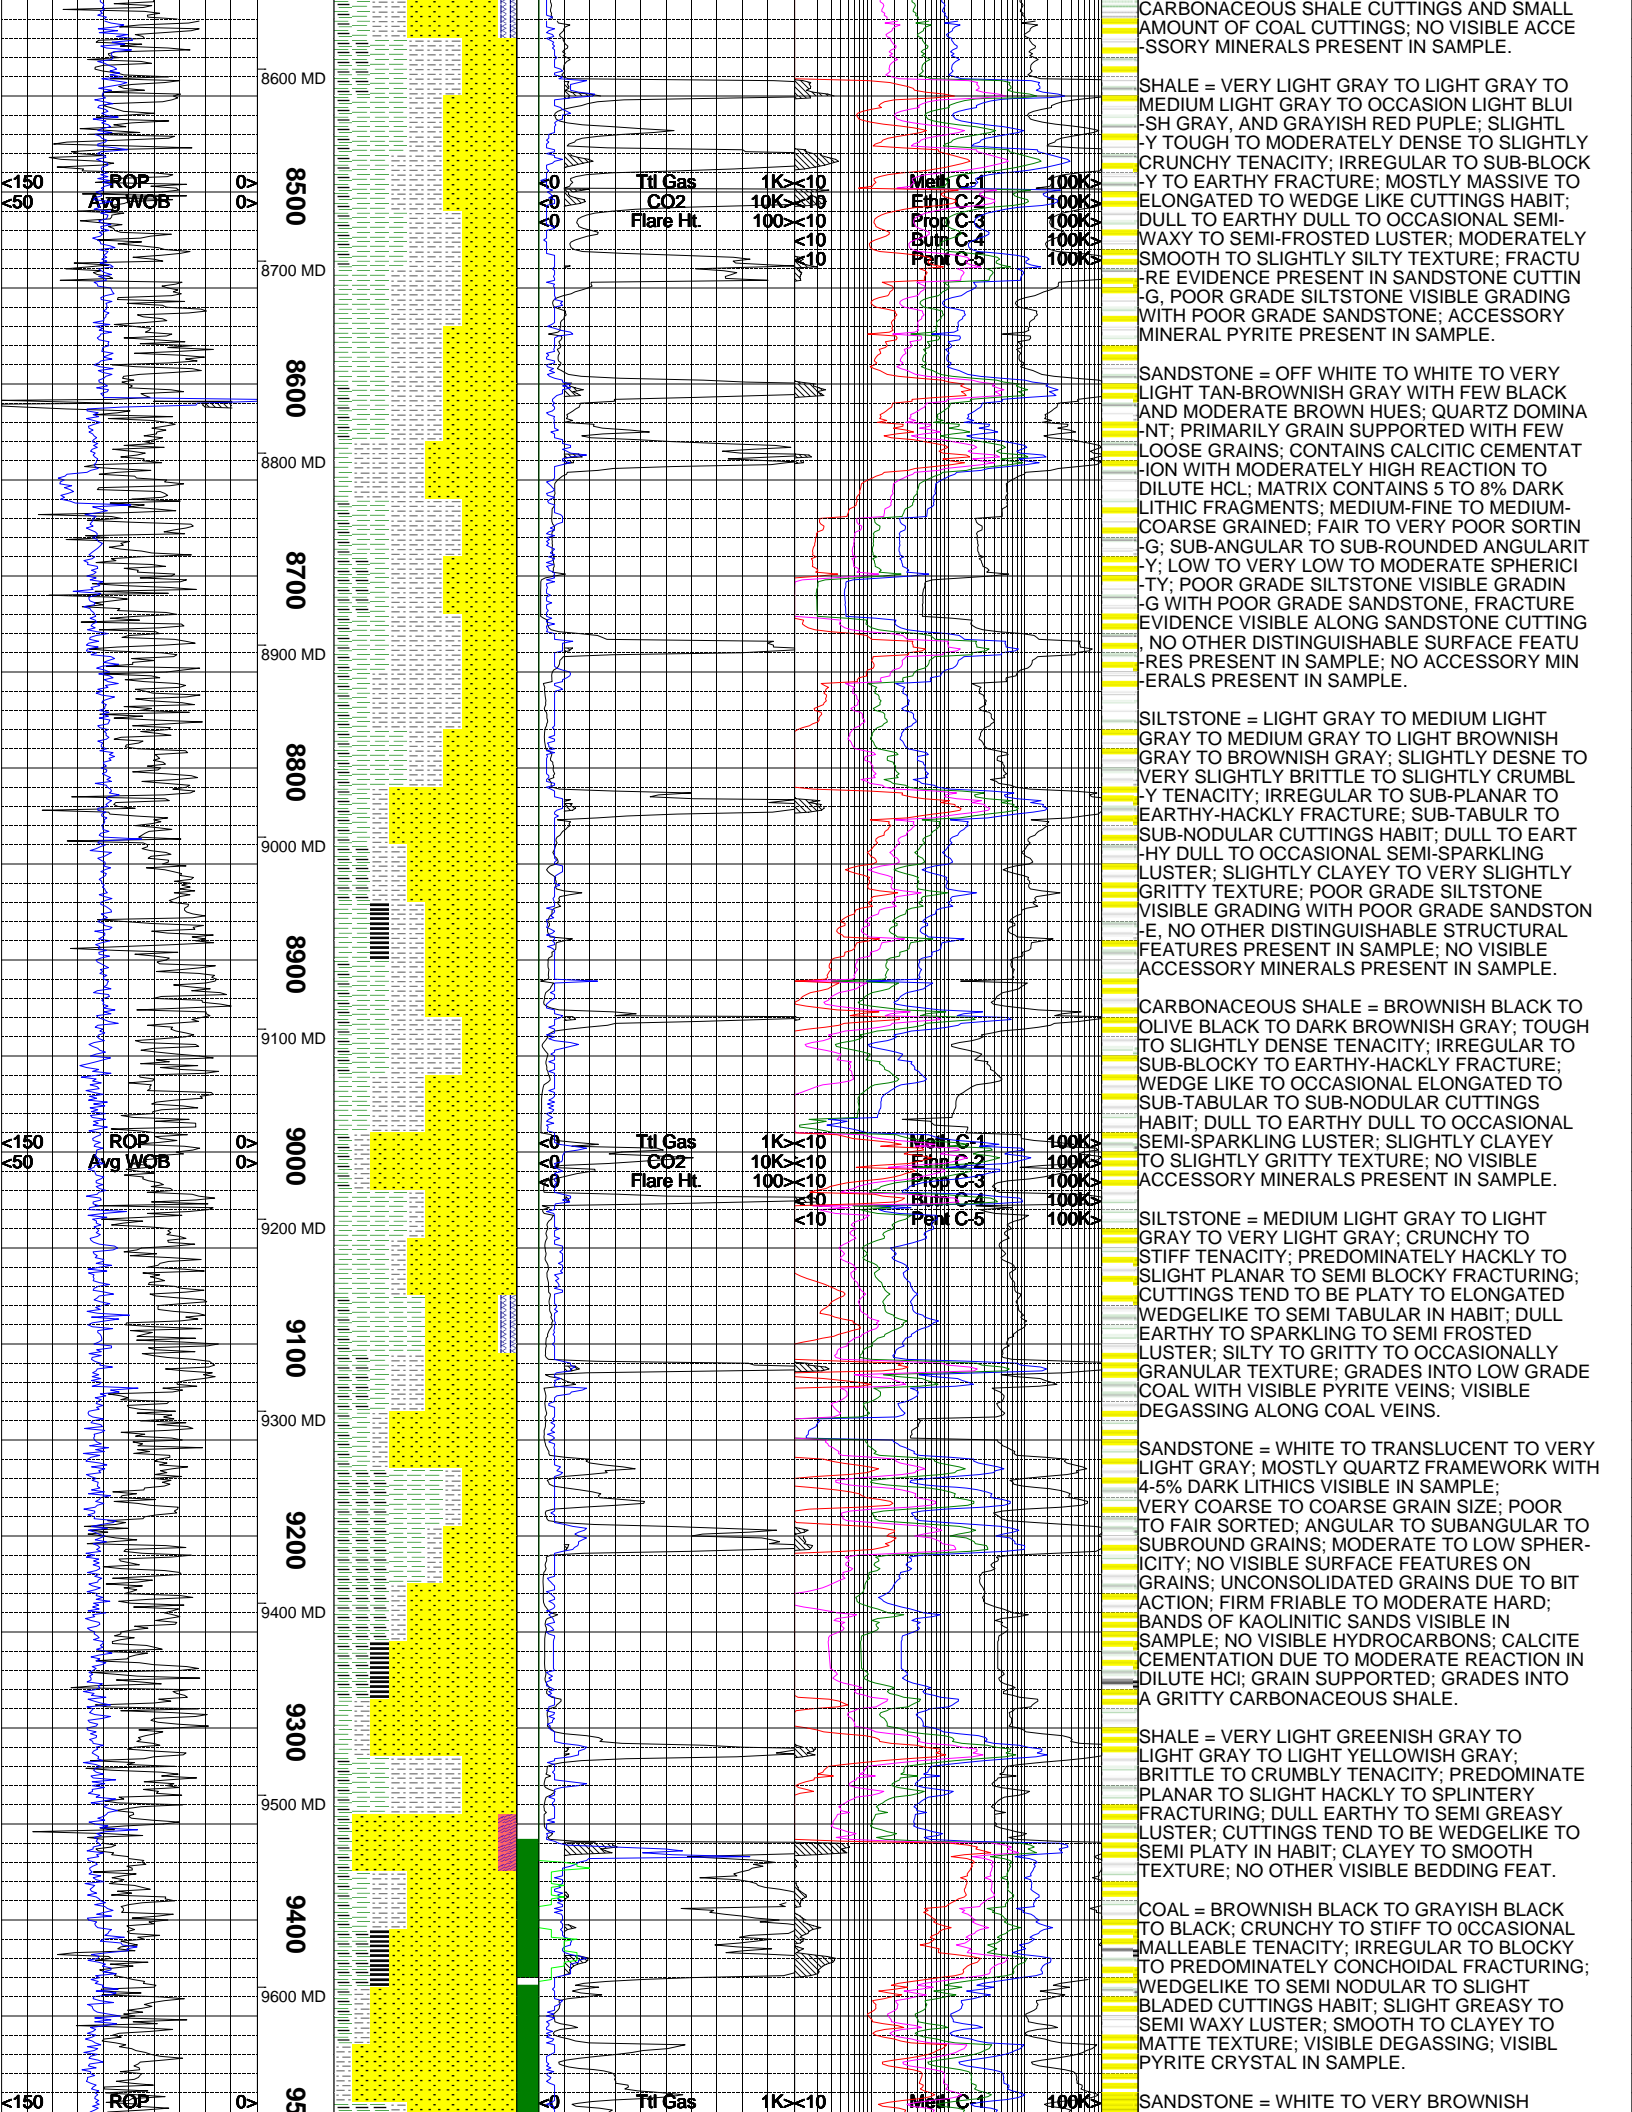 CARBONACEOUS SHALE CUTTINGS AND SMALL
AMOUNT OF COAL CUTTINGS; NO VISIBLE ACCE
-SSORY MINERALS PRESENT IN SAMPLE.
8600 MD
SHALE = VERY LIGHT GRAY TO LIGHT GRAY TO
MEDIUM LIGHT GRAY TO OCCASION LIGHT BLUI
-SH GRAY, AND GRAYISH RED PUPLE; SLIGHTL
-Y TOUGH TO MODERATELY DENSE TO SLIGHTLY
CRUNCHY TENACITY; IRREGULAR TO SUB-BLOCK
-Y TO EARTHY FRACTURE; MOSTLY MASSIVE TO
ELONGATED TO WEDGE LIKE CUTTINGS HABIT;
DULL TO EARTHY DULL TO OCCASIONAL SEMI-
WAXY TO SEMI-FROSTED LUSTER; MODERATELY
SMOOTH TO SLIGHTLY SILTY TEXTURE; FRACTU
-RE EVIDENCE PRESENT IN SANDSTONE CUTTIN
-G, POOR GRADE SILTSTONE VISIBLE GRADING
WITH POOR GRADE SANDSTONE; ACCESSORY
MINERAL PYRITE PRESENT IN SAMPLE.
<150 ROP 0> <0 Ttl Gas 1K> <10 Meth C-1 100K>
<50 Avg WOB 0> <0 CO2 10K> <10 Ethn C-2 100K>
<0 Flare Ht. 100> <10 Prop C-3 100K>
<10 Butn C-4 100K>
<10 Pent C-5 100K>
8500
8700 MD
SANDSTONE = OFF WHITE TO WHITE TO VERY
LIGHT TAN-BROWNISH GRAY WITH FEW BLACK
AND MODERATE BROWN HUES; QUARTZ DOMINA
-NT; PRIMARILY GRAIN SUPPORTED WITH FEW
LOOSE GRAINS; CONTAINS CALCITIC CEMENTAT
-ION WITH MODERATELY HIGH REACTION TO
DILUTE HCL; MATRIX CONTAINS 5 TO 8% DARK
LITHIC FRAGMENTS; MEDIUM-FINE TO MEDIUM-
COARSE GRAINED; FAIR TO VERY POOR SORTIN
-G; SUB-ANGULAR TO SUB-ROUNDED ANGULARIT
-Y; LOW TO VERY LOW TO MODERATE SPHERICI
-TY; POOR GRADE SILTSTONE VISIBLE GRADIN
-G WITH POOR GRADE SANDSTONE, FRACTURE
EVIDENCE VISIBLE ALONG SANDSTONE CUTTING
, NO OTHER DISTINGUISHABLE SURFACE FEATU
-RES PRESENT IN SAMPLE; NO ACCESSORY MIN
-ERALS PRESENT IN SAMPLE.
8600
8800 MD
8700
8900 MD
SILTSTONE = LIGHT GRAY TO MEDIUM LIGHT
GRAY TO MEDIUM GRAY TO LIGHT BROWNISH
GRAY TO BROWNISH GRAY; SLIGHTLY DESNE TO
VERY SLIGHTLY BRITTLE TO SLIGHTLY CRUMBL
-Y TENACITY; IRREGULAR TO SUB-PLANAR TO
EARTHY-HACKLY FRACTURE; SUB-TABULR TO
SUB-NODULAR CUTTINGS HABIT; DULL TO EART
-HY DULL TO OCCASIONAL SEMI-SPARKLING
LUSTER; SLIGHTLY CLAYEY TO VERY SLIGHTLY
GRITTY TEXTURE; POOR GRADE SILTSTONE
VISIBLE GRADING WITH POOR GRADE SANDSTON
-E, NO OTHER DISTINGUISHABLE STRUCTURAL
FEATURES PRESENT IN SAMPLE; NO VISIBLE
ACCESSORY MINERALS PRESENT IN SAMPLE.
8800
9000 MD
8900
9100 MD
CARBONACEOUS SHALE = BROWNISH BLACK TO
OLIVE BLACK TO DARK BROWNISH GRAY; TOUGH
TO SLIGHTLY DENSE TENACITY; IRREGULAR TO
SUB-BLOCKY TO EARTHY-HACKLY FRACTURE;
WEDGE LIKE TO OCCASIONAL ELONGATED TO
SUB-TABULAR TO SUB-NODULAR CUTTINGS
HABIT; DULL TO EARTHY DULL TO OCCASIONAL
SEMI-SPARKLING LUSTER; SLIGHTLY CLAYEY
TO SLIGHTLY GRITTY TEXTURE; NO VISIBLE
ACCESSORY MINERALS PRESENT IN SAMPLE.
<150 ROP 0> <0 Ttl Gas 1K> <10 Meth C-1 100K>
<50 Avg WOB 0> <0 CO2 10K> <10 Ethn C-2 100K>
<0 Flare Ht. 100> <10 Prop C-3 100K>
<10 Butn C-4 100K>
<10 Pent C-5 100K>
9000
9200 MD
SILTSTONE = MEDIUM LIGHT GRAY TO LIGHT
GRAY TO VERY LIGHT GRAY; CRUNCHY TO
STIFF TENACITY; PREDOMINATELY HACKLY TO
SLIGHT PLANAR TO SEMI BLOCKY FRACTURING;
CUTTINGS TEND TO BE PLATY TO ELONGATED
WEDGELIKE TO SEMI TABULAR IN HABIT; DULL
EARTHY TO SPARKLING TO SEMI FROSTED
LUSTER; SILTY TO GRITTY TO OCCASIONALLY
GRANULAR TEXTURE; GRADES INTO LOW GRADE
COAL WITH VISIBLE PYRITE VEINS; VISIBLE
DEGASSING ALONG COAL VEINS.
9100
9300 MD
SANDSTONE = WHITE TO TRANSLUCENT TO VERY
LIGHT GRAY; MOSTLY QUARTZ FRAMEWORK WITH
4-5% DARK LITHICS VISIBLE IN SAMPLE;
VERY COARSE TO COARSE GRAIN SIZE; POOR
TO FAIR SORTED; ANGULAR TO SUBANGULAR TO
SUBROUND GRAINS; MODERATE TO LOW SPHER-
ICITY; NO VISIBLE SURFACE FEATURES ON
GRAINS; UNCONSOLIDATED GRAINS DUE TO BIT
ACTION; FIRM FRIABLE TO MODERATE HARD;
BANDS OF KAOLINITIC SANDS VISIBLE IN
SAMPLE; NO VISIBLE HYDROCARBONS; CALCITE
CEMENTATION DUE TO MODERATE REACTION IN
DILUTE HCl; GRAIN SUPPORTED; GRADES INTO
A GRITTY CARBONACEOUS SHALE.
9200
9400 MD
9300
9500 MD
SHALE = VERY LIGHT GREENISH GRAY TO
LIGHT GRAY TO LIGHT YELLOWISH GRAY;
BRITTLE TO CRUMBLY TENACITY; PREDOMINATE
PLANAR TO SLIGHT HACKLY TO SPLINTERY
FRACTURING; DULL EARTHY TO SEMI GREASY
LUSTER; CUTTINGS TEND TO BE WEDGELIKE TO
SEMI PLATY IN HABIT; CLAYEY TO SMOOTH
TEXTURE; NO OTHER VISIBLE BEDDING FEAT.
9400
9600 MD
COAL = BROWNISH BLACK TO GRAYISH BLACK
TO BLACK; CRUNCHY TO STIFF TO 0CCASIONAL
MALLEABLE TENACITY; IRREGULAR TO BLOCKY
TO PREDOMINATELY CONCHOIDAL FRACTURING;
WEDGELIKE TO SEMI NODULAR TO SLIGHT
BLADED CUTTINGS HABIT; SLIGHT GREASY TO
SEMI WAXY LUSTER; SMOOTH TO CLAYEY TO
MATTE TEXTURE; VISIBLE DEGASSING; VISIBL
PYRITE CRYSTAL IN SAMPLE.
95
<150 ROP 0> <0 Ttl Gas 1K> <10 Meth C-1 100K>
SANDSTONE = WHITE TO VERY BROWNISH